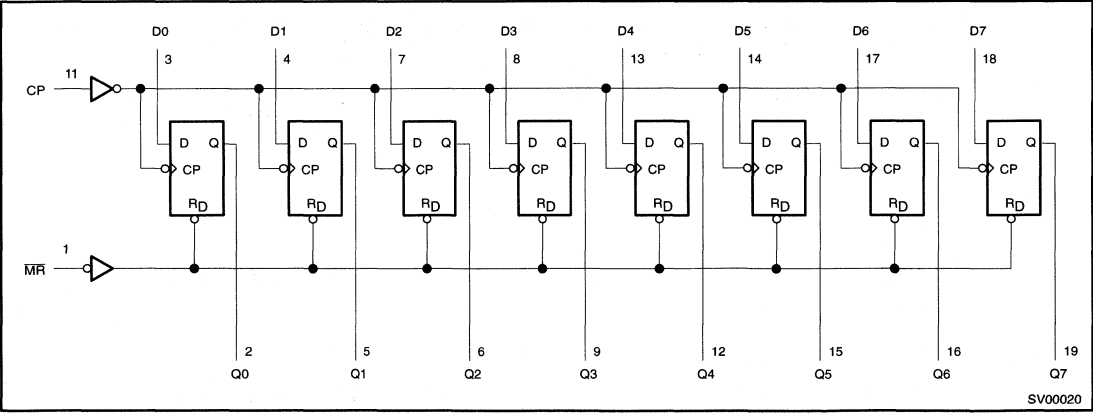 D0 D1 D2 D3 D4 D5 D6 D7
3 4 7 8 13 14 17 18
11
CP
D Q D Q D Q D Q D Q D Q D Q D Q
CP CP CP CP CP CP CP CP
RD RD RD RD RD RD RD RD
1
MR
2 5 6 9 12 15 16 19
Q0 Q1 Q2 Q3 Q4 Q5 Q6 Q7
SV00020